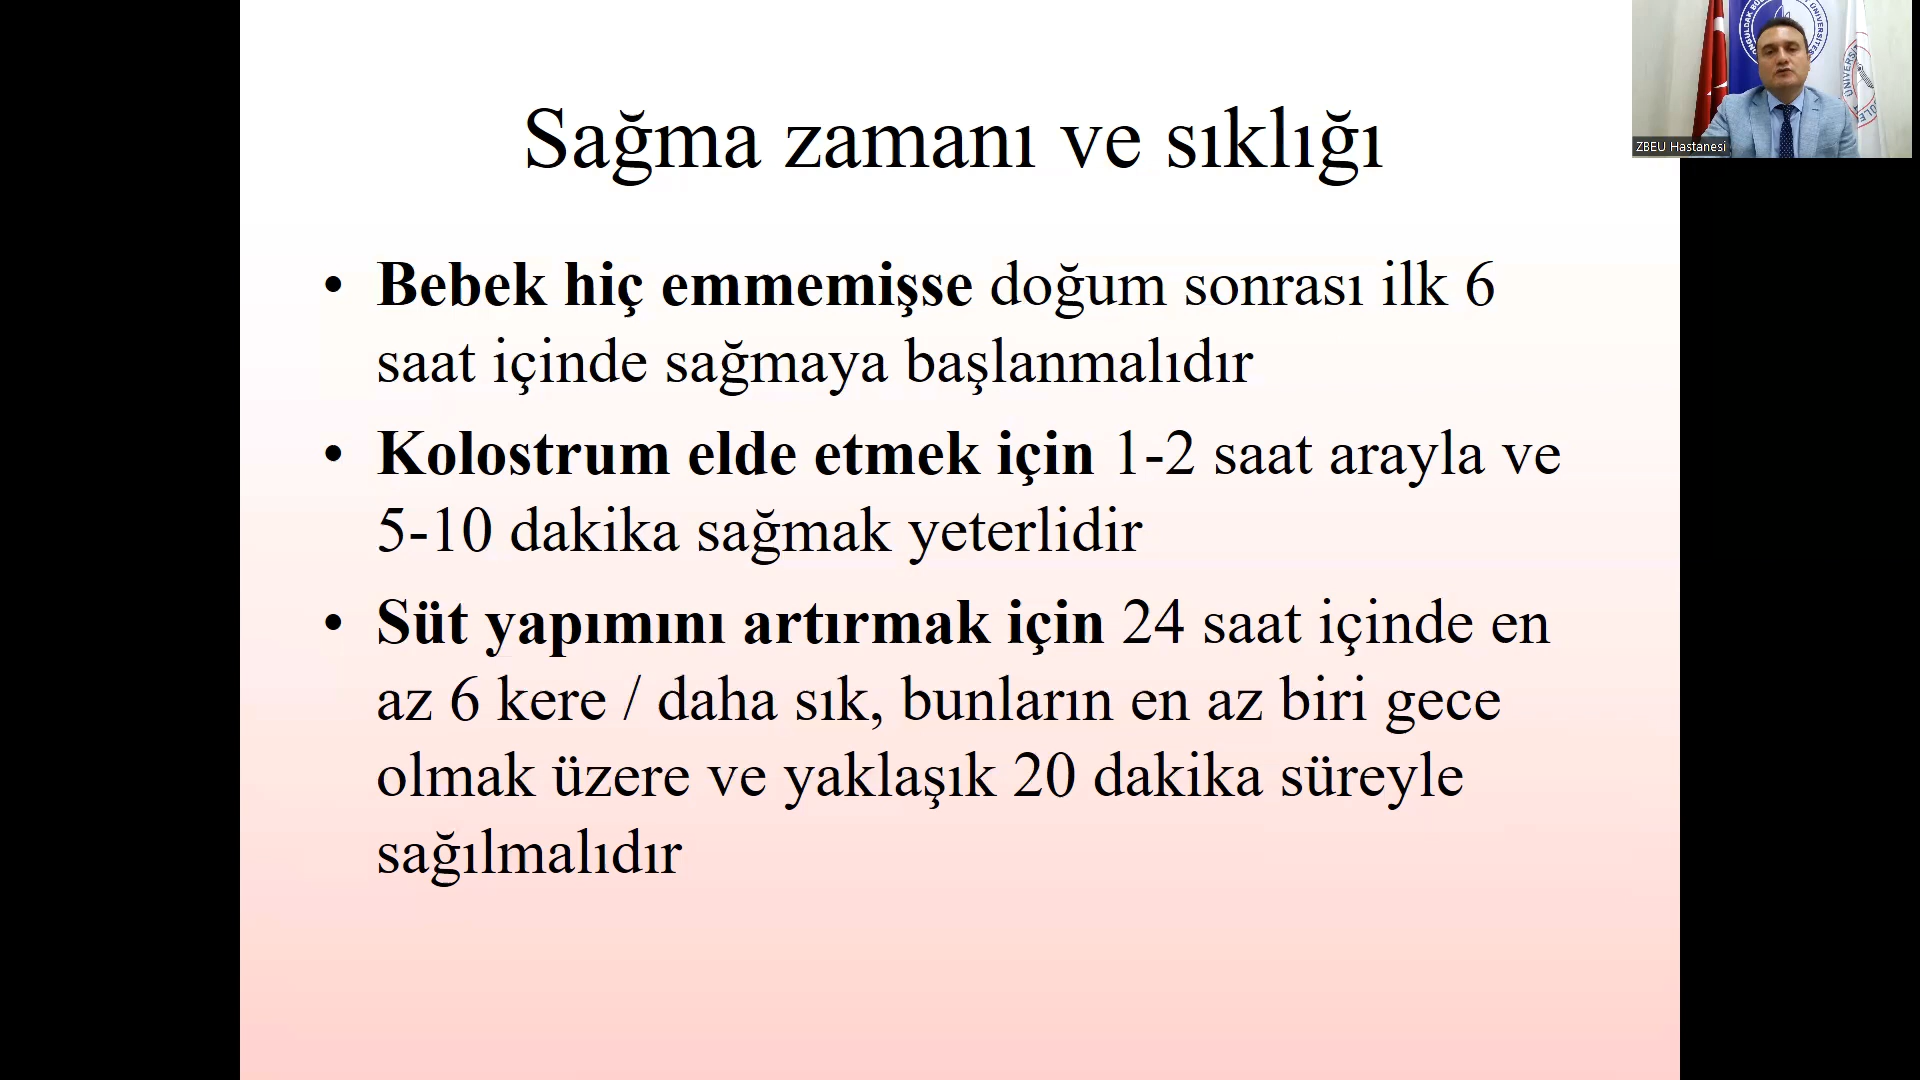 Sağma zamanı ve sıklığı
• Bebek hiç emmemişse doğum sonrası ilk 6
saat içinde sağmaya başlanmalıdır
• Kolostrum elde etmek için 1-2 saat arayla ve
5-10 dakika sağmak yeterlidir
• Süt yapımını artırmak için 24 saat içinde en
az 6 kere / daha sık, bunların en az biri gece
olmak üzere ve yaklaşık 20 dakika süreyle
sağılmalıdır
ZBEU Hastanesi